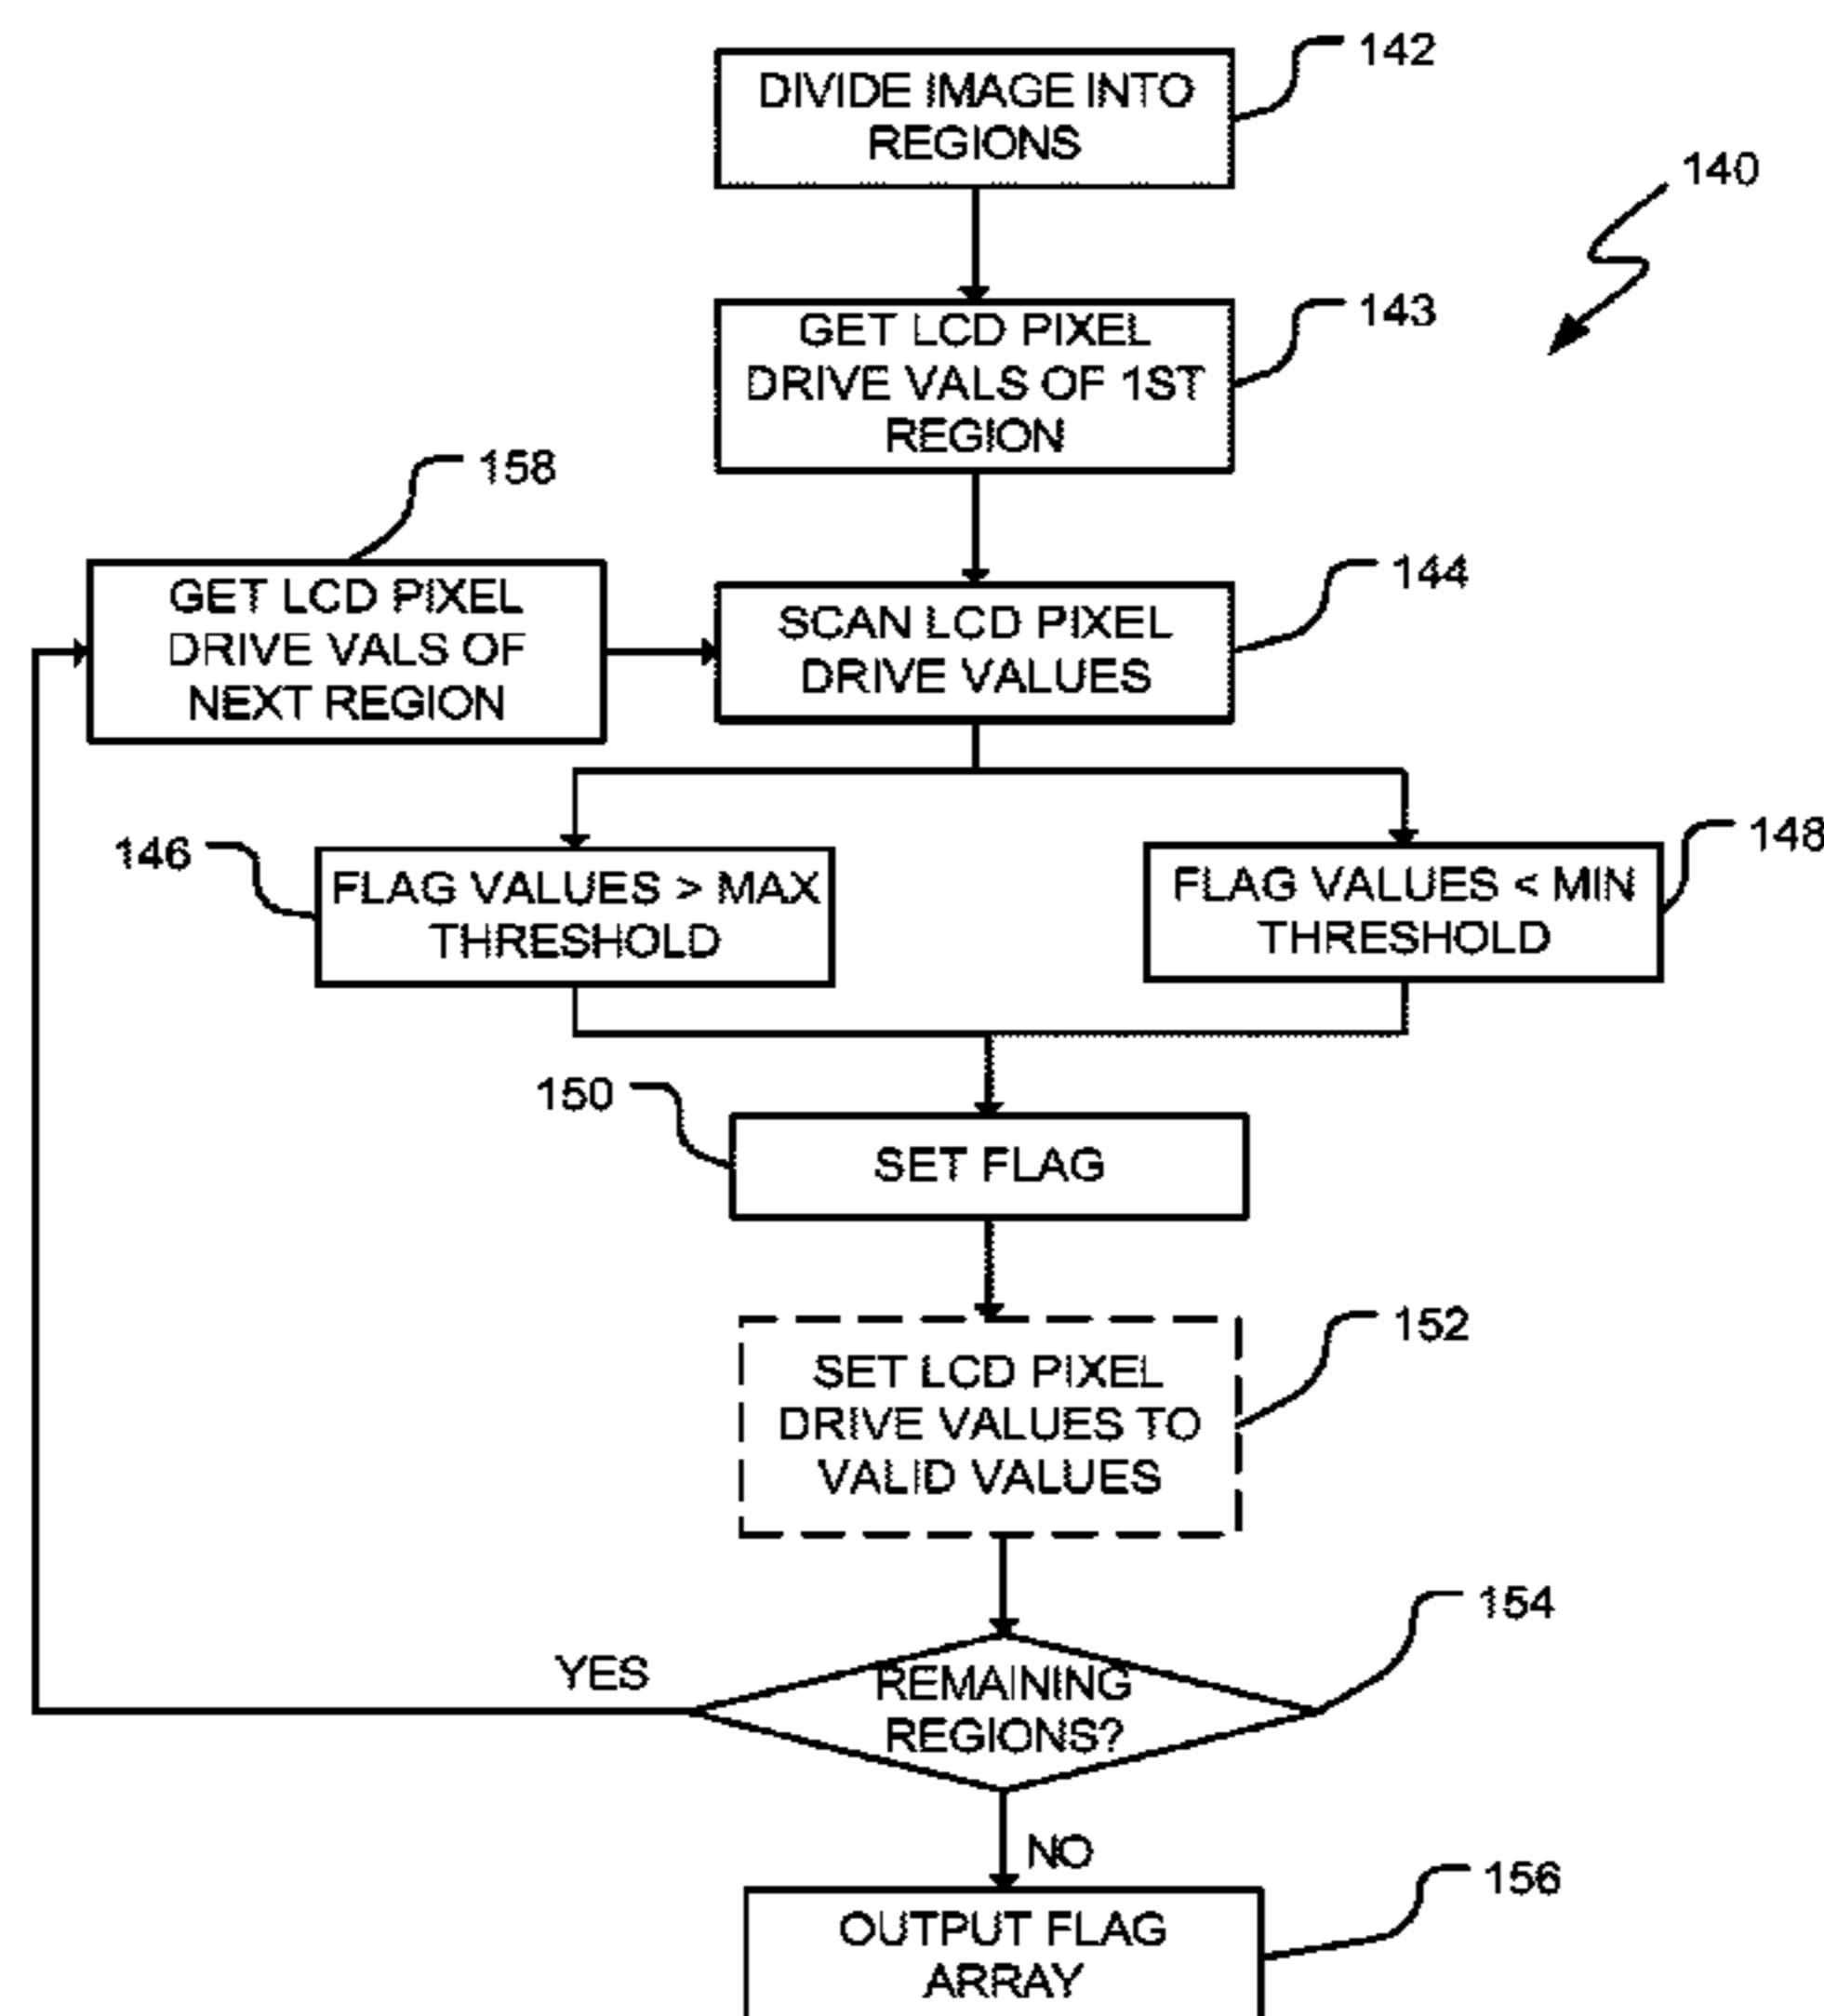 142
DIVIDE IMAGE INTO
REGIONS
140
143
GET LCD PIXEL
DRIVE VALS OF 1ST
REGION
158
GET LCD PIXEL
DRIVE VALS OF
NEXT REGION
144
SCAN LCD PIXEL
DRIVE VALUES
146
FLAG VALUES > MAX
THRESHOLD
148
FLAG VALUES < MIN
THRESHOLD
150
SET FLAG
152
SET LCD PIXEL
DRIVE VALUES TO
VALID VALUES
154
YES
REMAINING
REGIONS?
NO
156
OUTPUT FLAG
ARRAY